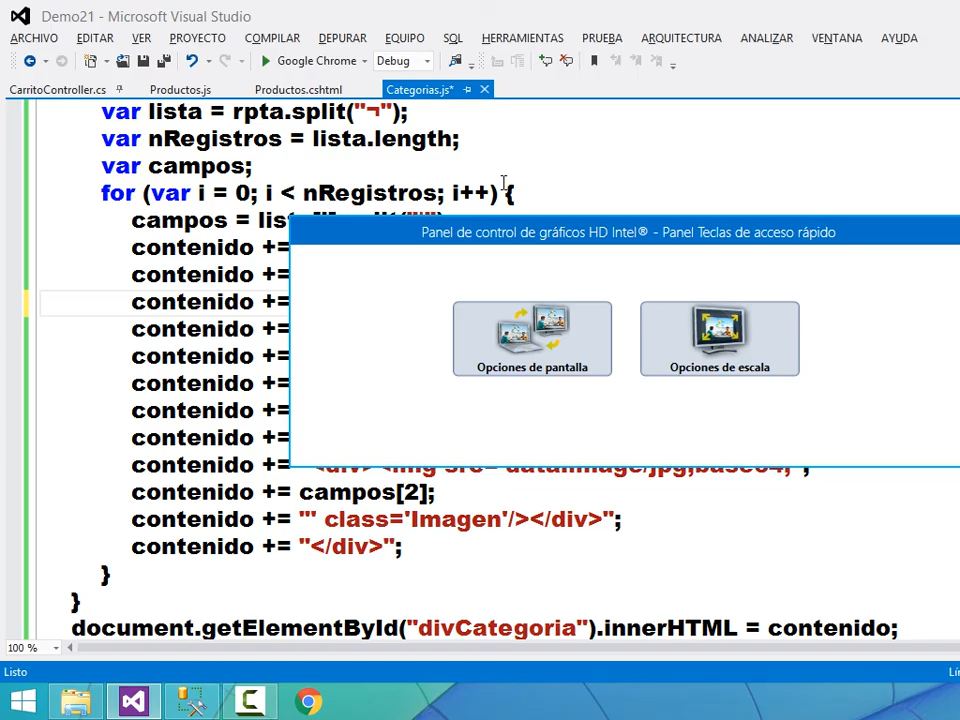 Demo21 - Microsoft Visual Studio
ARCHIVO EDITAR VER PROYECTO COMPILAR DEPURAR EQUIPO SQL HERRAMIENTAS PRUEBA ARQUITECTURA ANALIZAR VENTANA AYUDA
Google Chrome Debug
CarritoController.cs Productos.js Productos.cshtml Categorias.js*
var lista = rpta.split("¬");
var nRegistros = lista.length;
var campos;
for (var i = 0; i < nRegistros; i++) {
campos =
contenido +=
contenido +=
contenido +=
contenido +=
contenido +=
contenido +=
contenido +=
contenido +=
contenido +=
contenido += campos[2];
contenido += "' class='Imagen'/></div>";
contenido += "</div>";
}
}
document.getElementById("divCategoria").innerHTML = contenido;
Panel de control de gráficos HD Intel® - Panel Teclas de acceso rápido
Opciones de pantalla Opciones de escala
100 %
Listo